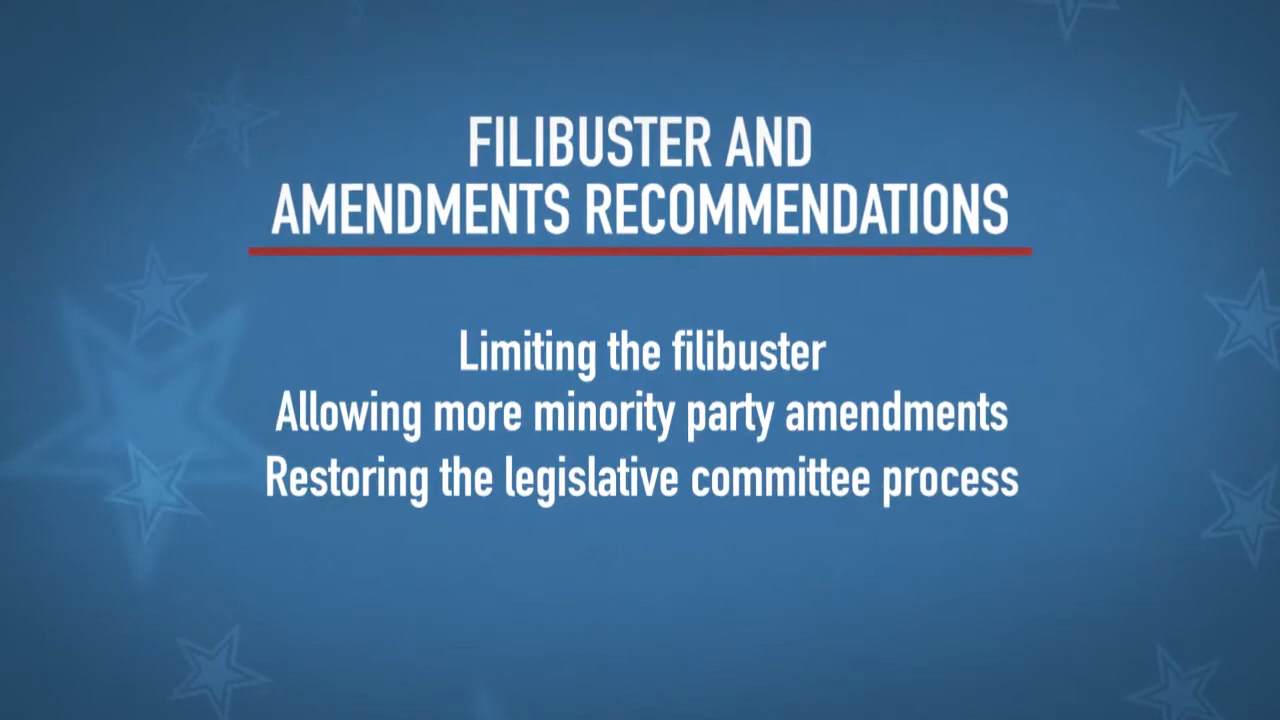 FILIBUSTER AND
AMENDMENTS RECOMMENDATIONS
Limiting the filibuster
Allowing more minority party amendments
Restoring the legislative committee process